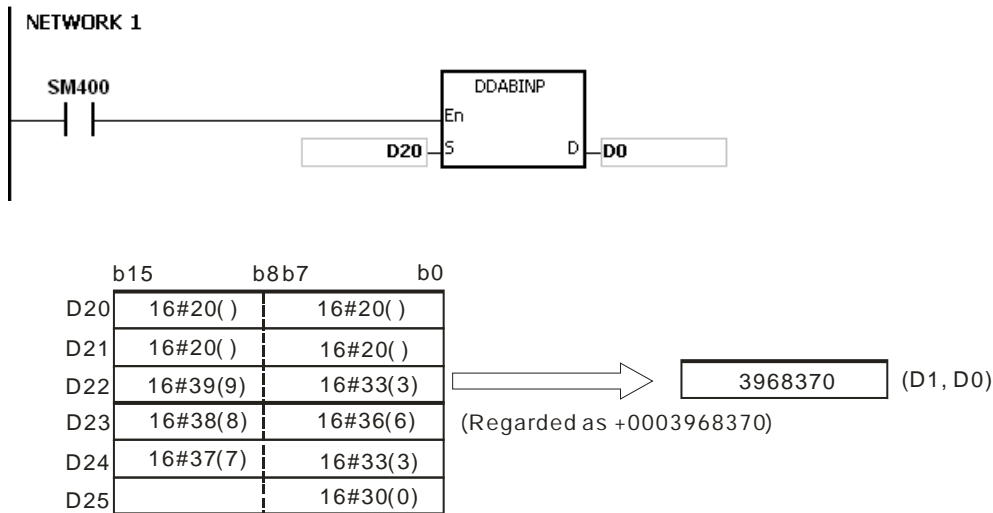 NETWORK 1
SM400
DDABINP
En
D20 S D D0
b15 b8 b7 b0
D20 16#20( ) 16#20( )
D21 16#20( ) 16#20( )
D22 16#39(9) 16#33(3) 3968370 (D1, D0)
D23 16#38(8) 16#36(6) (Regarded as +0003968370)
D24 16#37(7) 16#33(3)
D25 16#30(0)